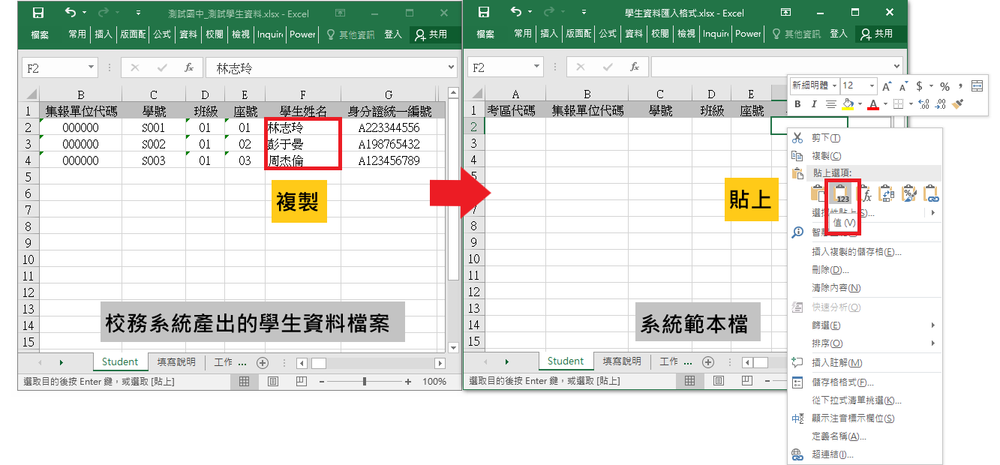 測試國中_測試學生資料.xlsx - Excel
檔案 常用 插入 版面配 公式 資料 校閱 檢視 Inquire Power 其他資訊 登入 共用
F2 fx 林志玲
B C D E F G
1 集報單位代碼 學號 班級 座號 學生姓名 身分證統一編號
2 000000 S001 01 01 林志玲 A223344556
3 000000 S002 01 02 彭于晏 A198765432
4 000000 S003 01 03 周杰倫 A123456789
5
6
7
8
9
10
11
12
13
14
15
複製
校務系統產出的學生資料檔案
Student 填寫說明 工作 ...
選取目的後按 Enter 鍵，或選取 [貼上] 100%
學生資料匯入格式.xlsx - Excel
檔案 常用 插入 版面配 公式 資料 校閱 檢視 Inquire Power 其他資訊 登入 共用
F2 fx
A B C D E
1 考區代碼 集報單位代碼 學號 班級 座號
2
3
4
5
7
8
9
10
11
12
13
14
15
貼上
系統範本檔
Student 填寫說明 工作 ...
選取目的後按 Enter 鍵，或選取 [貼上]
新細明體 12 A A $ % ,
B I A .00 .00
剪下(T)
複製(C)
貼上選項:
123 fx %
選擇性貼上(S)...
值 (V)
插入複製的儲存格(E)...
刪除(D)...
清除內容(N)
快速分析(Q)
篩選(E)
排序(O)
插入註解(M)
儲存格格式(F)...
從下拉式清單挑選(K)...
顯示注音標示欄位(S)
定義名稱(A)...
超連結(I)...